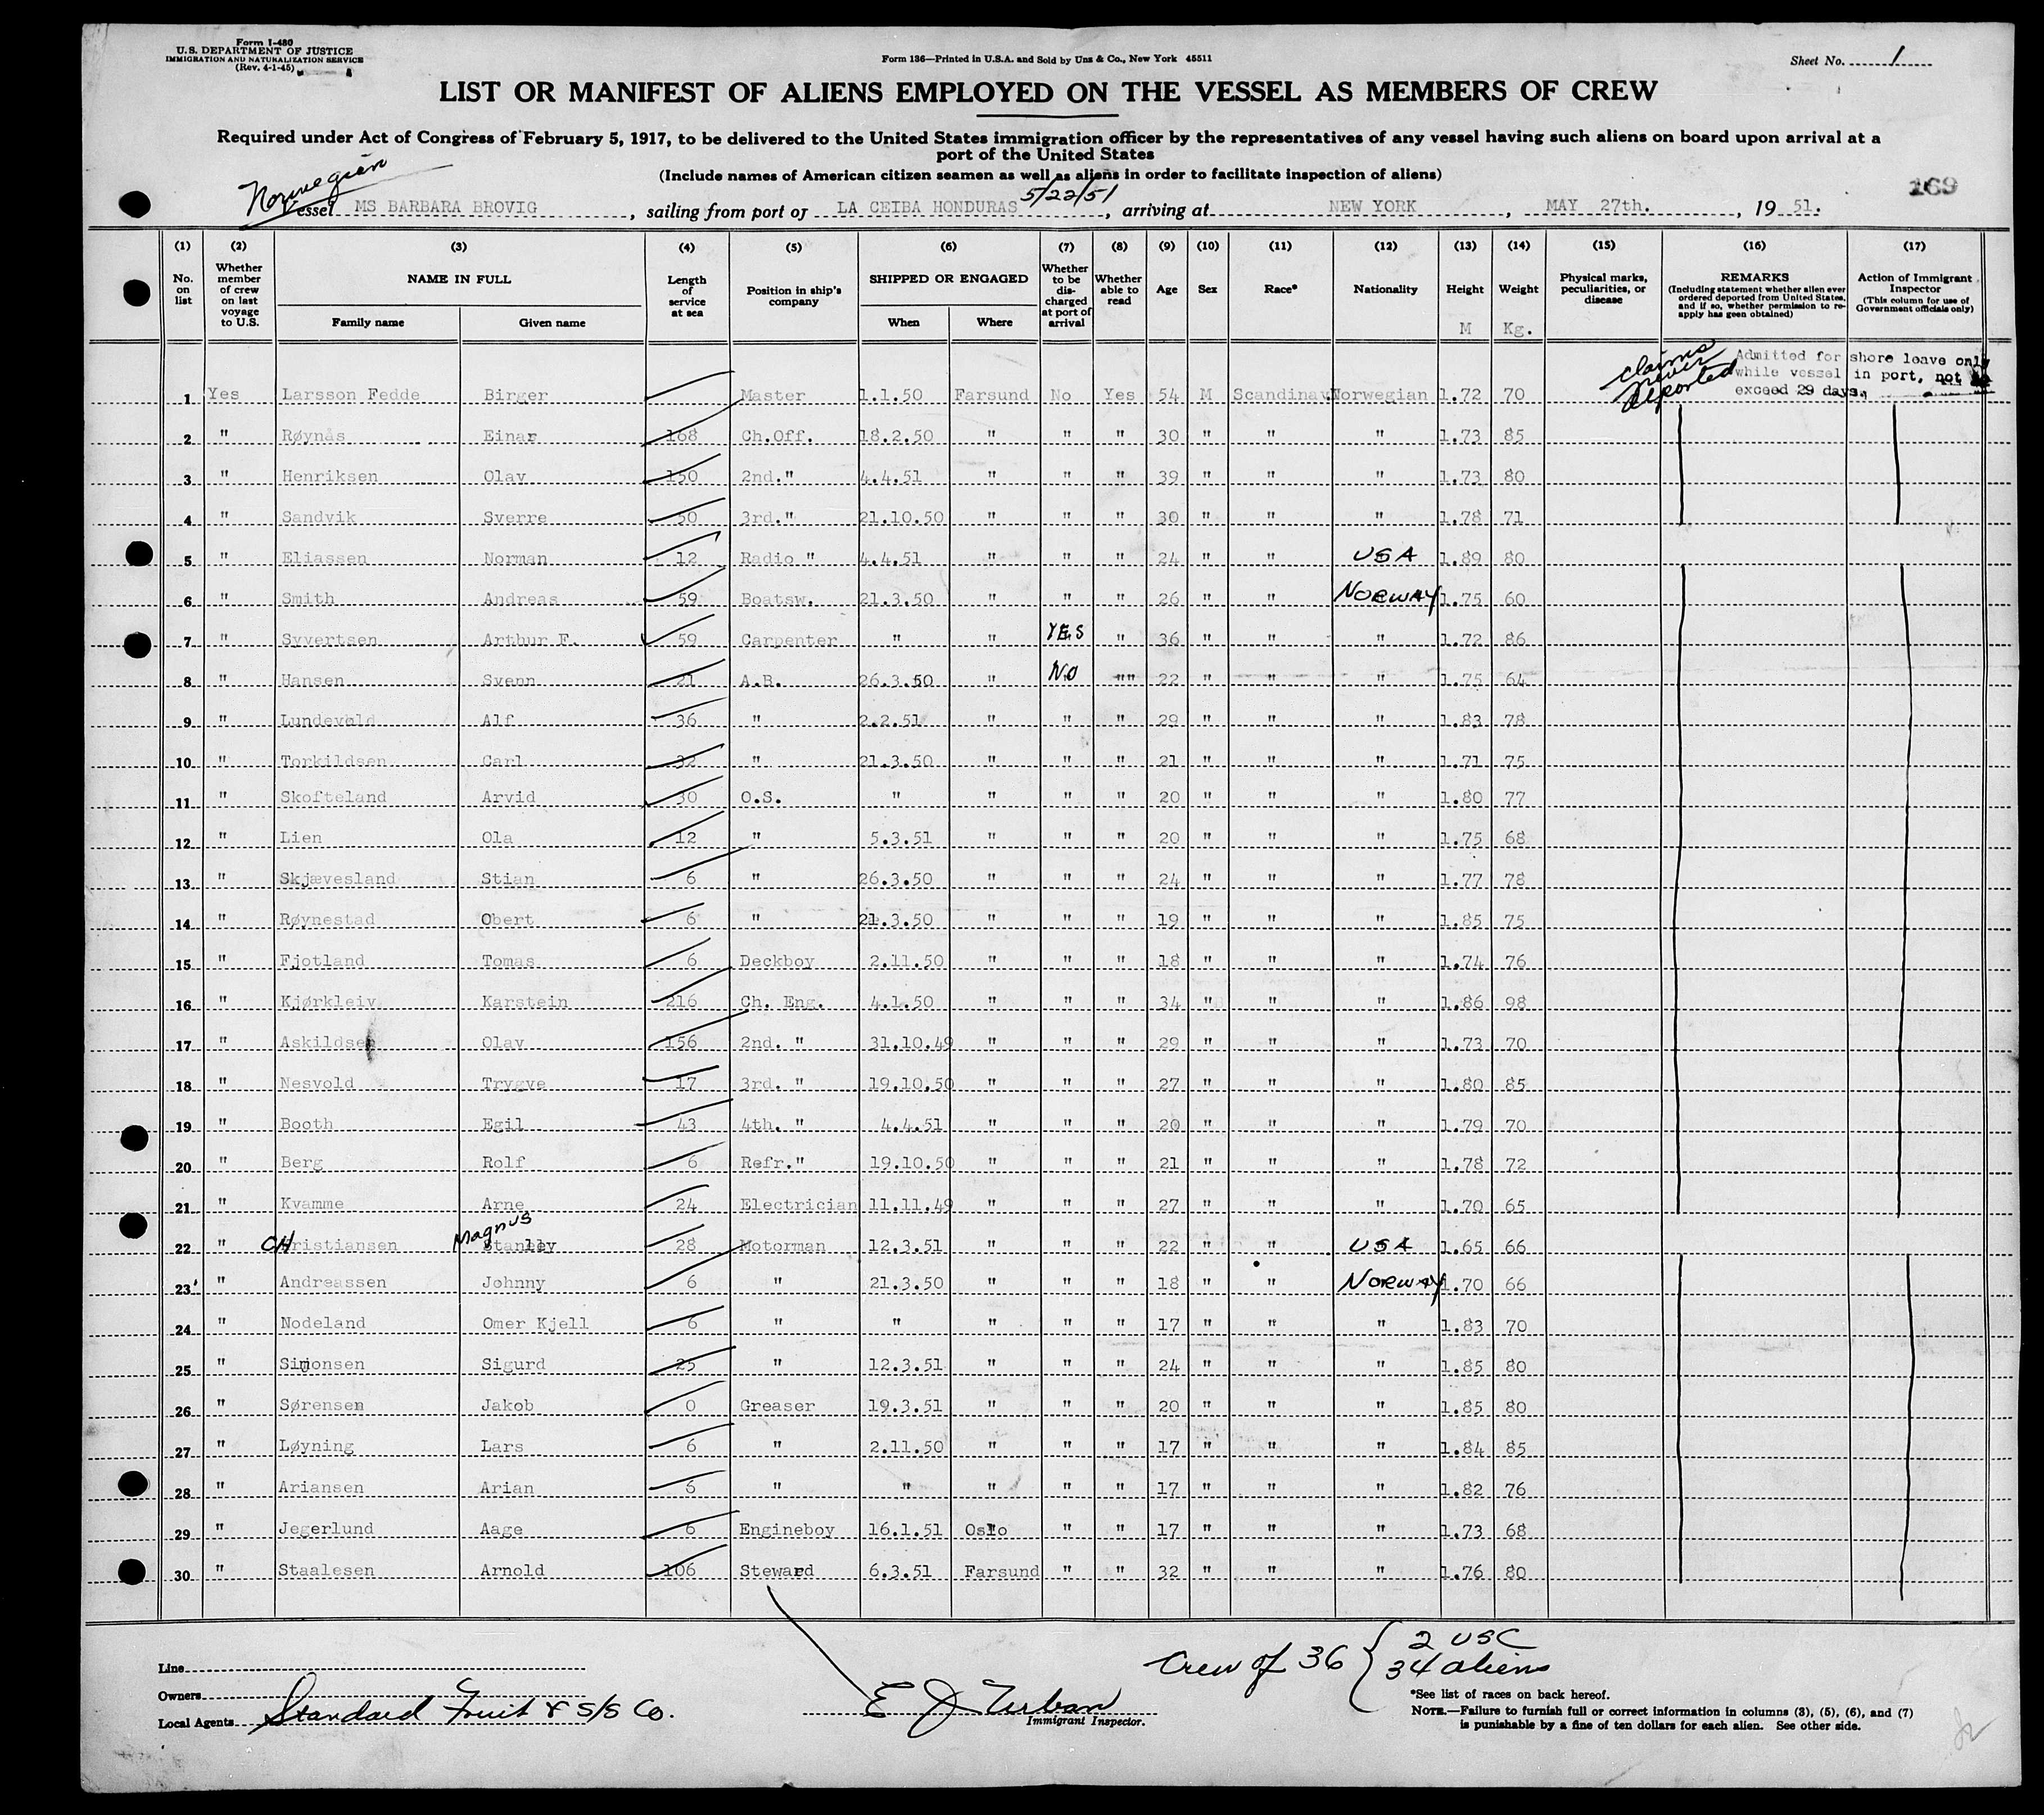 Form I-480
U.S. DEPARTMENT OF JUSTICE
IMMIGRATION AND NATURALIZATION SERVICE
(Rev. 4-1-45)
Form 136—Printed in U.S.A. and Sold by Unz & Co., New York 45511
Sheet No. 1
LIST OR MANIFEST OF ALIENS EMPLOYED ON THE VESSEL AS MEMBERS OF CREW
Required under Act of Congress of February 5, 1917, to be delivered to the United States immigration officer by the representatives of any vessel having such aliens on board upon arrival at a
port of the United States
(Include names of American citizen seamen as well as aliens in order to facilitate inspection of aliens)
Norwegian
5/22/51
169
Vessel MS BARBARA BROVIG, sailing from port of LA CEIBA HONDURAS, arriving at NEW YORK, MAY 27th., 19 51.
(1) (2) (3) (4) (5) (6) (7) (8) (9) (10) (11) (12) (13) (14) (15) (16) (17)
No. on list
Whether member of crew on last voyage to U.S.
NAME IN FULL
Family name Given name
Length of service at sea
Position in ship's company
SHIPPED OR ENGAGED
When Where
Whether to be discharged at port of arrival
Whether able to read
Age
Sex
Race*
Nationality
Height
M
Weight
Kg.
Physical marks, peculiarities, or disease
REMARKS
(Including statement whether alien ever ordered deported from United States, and if so, whether permission to re-apply has geen obtained)
Action of Immigrant Inspector
(This column for use of Government officials only)
claims never deported
Admitted for shore leave only
while vessel in port, not to
exceed 29 days.
1 Yes Larsson Fedde Birger Master 1.1.50 Farsund No Yes 54 M Scandinav. Norwegian 1.72 70
2 " Røynås Einar 168 Ch.Off. 18.2.50 " " " 30 " " " 1.73 85
3 " Henriksen Olav 150 2nd." 4.4.51 " " " 39 " " " 1.73 80
4 " Sandvik Sverre 50 3rd." 21.10.50 " " " 30 " " " 1.78 71
5 " Eliassen Norman 12 Radio " 4.4.51 " " " 24 " " USA 1.89 80
6 " Smith Andreas 59 Boatsw. 21.3.50 " " " 26 " " NORWAY 1.75 60
7 " Syvertsen Arthur F. 59 Carpenter " " YES " 36 " " " 1.72 86
8 " Hansen Svenn 21 A.B. 26.3.50 " NO "" 22 " " " 1.75 64
9 " Lundevold Alf 36 " 2.2.51 " " " 29 " " " 1.83 78
10 " Torkildsen Carl 32 " 21.3.50 " " " 21 " " " 1.71 75
11 " Skofteland Arvid 30 O.S. " " " " 20 " " " 1.80 77
12 " Lien Ola 12 " 5.3.51 " " " 20 " " " 1.75 68
13 " Skjævesland Stian 6 " 26.3.50 " " " 24 " " " 1.77 78
14 " Røynestad Obert 6 " 21.3.50 " " " 19 " " " 1.85 75
15 " Fjotland Tomas 6 Deckboy 2.11.50 " " " 18 " " " 1.74 76
16 " Kjørkleiv Karstein 216 Ch. Eng. 4.1.50 " " " 34 " " " 1.86 98
17 " Askildsen Olav 156 2nd. " 31.10.49 " " " 29 " " " 1.73 70
18 " Nesvold Trygve 17 3rd. " 19.10.50 " " " 27 " " " 1.80 85
19 " Booth Egil 43 4th. " 4.4.51 " " " 20 " " " 1.79 70
20 " Berg Rolf 6 Refr." 19.10.50 " " " 21 " " " 1.78 72
21 " Kvamme Arne 24 Electrician 11.11.49 " " " 27 " " " 1.70 65
22 " CHristiansen Magnus Stanley 28 Motorman 12.3.51 " " " 22 " " USA 1.65 66
23 " Andreassen Johnny 6 " 21.3.50 " " " 18 " " NORWAY 1.70 66
24 " Nodeland Omer Kjell 6 " " " " " 17 " " " 1.83 70
25 " Simonsen Sigurd 25 " 12.3.51 " " " 24 " " " 1.85 80
26 " Sørensen Jakob 0 Greaser 19.3.51 " " " 20 " " " 1.85 80
27 " Løyning Lars 6 " 2.11.50 " " " 17 " " " 1.84 85
28 " Ariansen Arian 6 " " " " " 17 " " " 1.82 76
29 " Jegerlund Aage 6 Engineboy 16.1.51 Oslo " " 17 " " " 1.73 68
30 " Staalesen Arnold 106 Steward 6.3.51 Farsund " " 32 " " " 1.76 80
Crew of 36 { 2 USC
34 aliens
Line
Owners
Local Agents Standard Fruit & S/S Co.
E J Urban
Immigrant Inspector.
*See list of races on back hereof.
NOTE.—Failure to furnish full or correct information in columns (3), (5), (6), and (7)
is punishable by a fine of ten dollars for each alien. See other side.